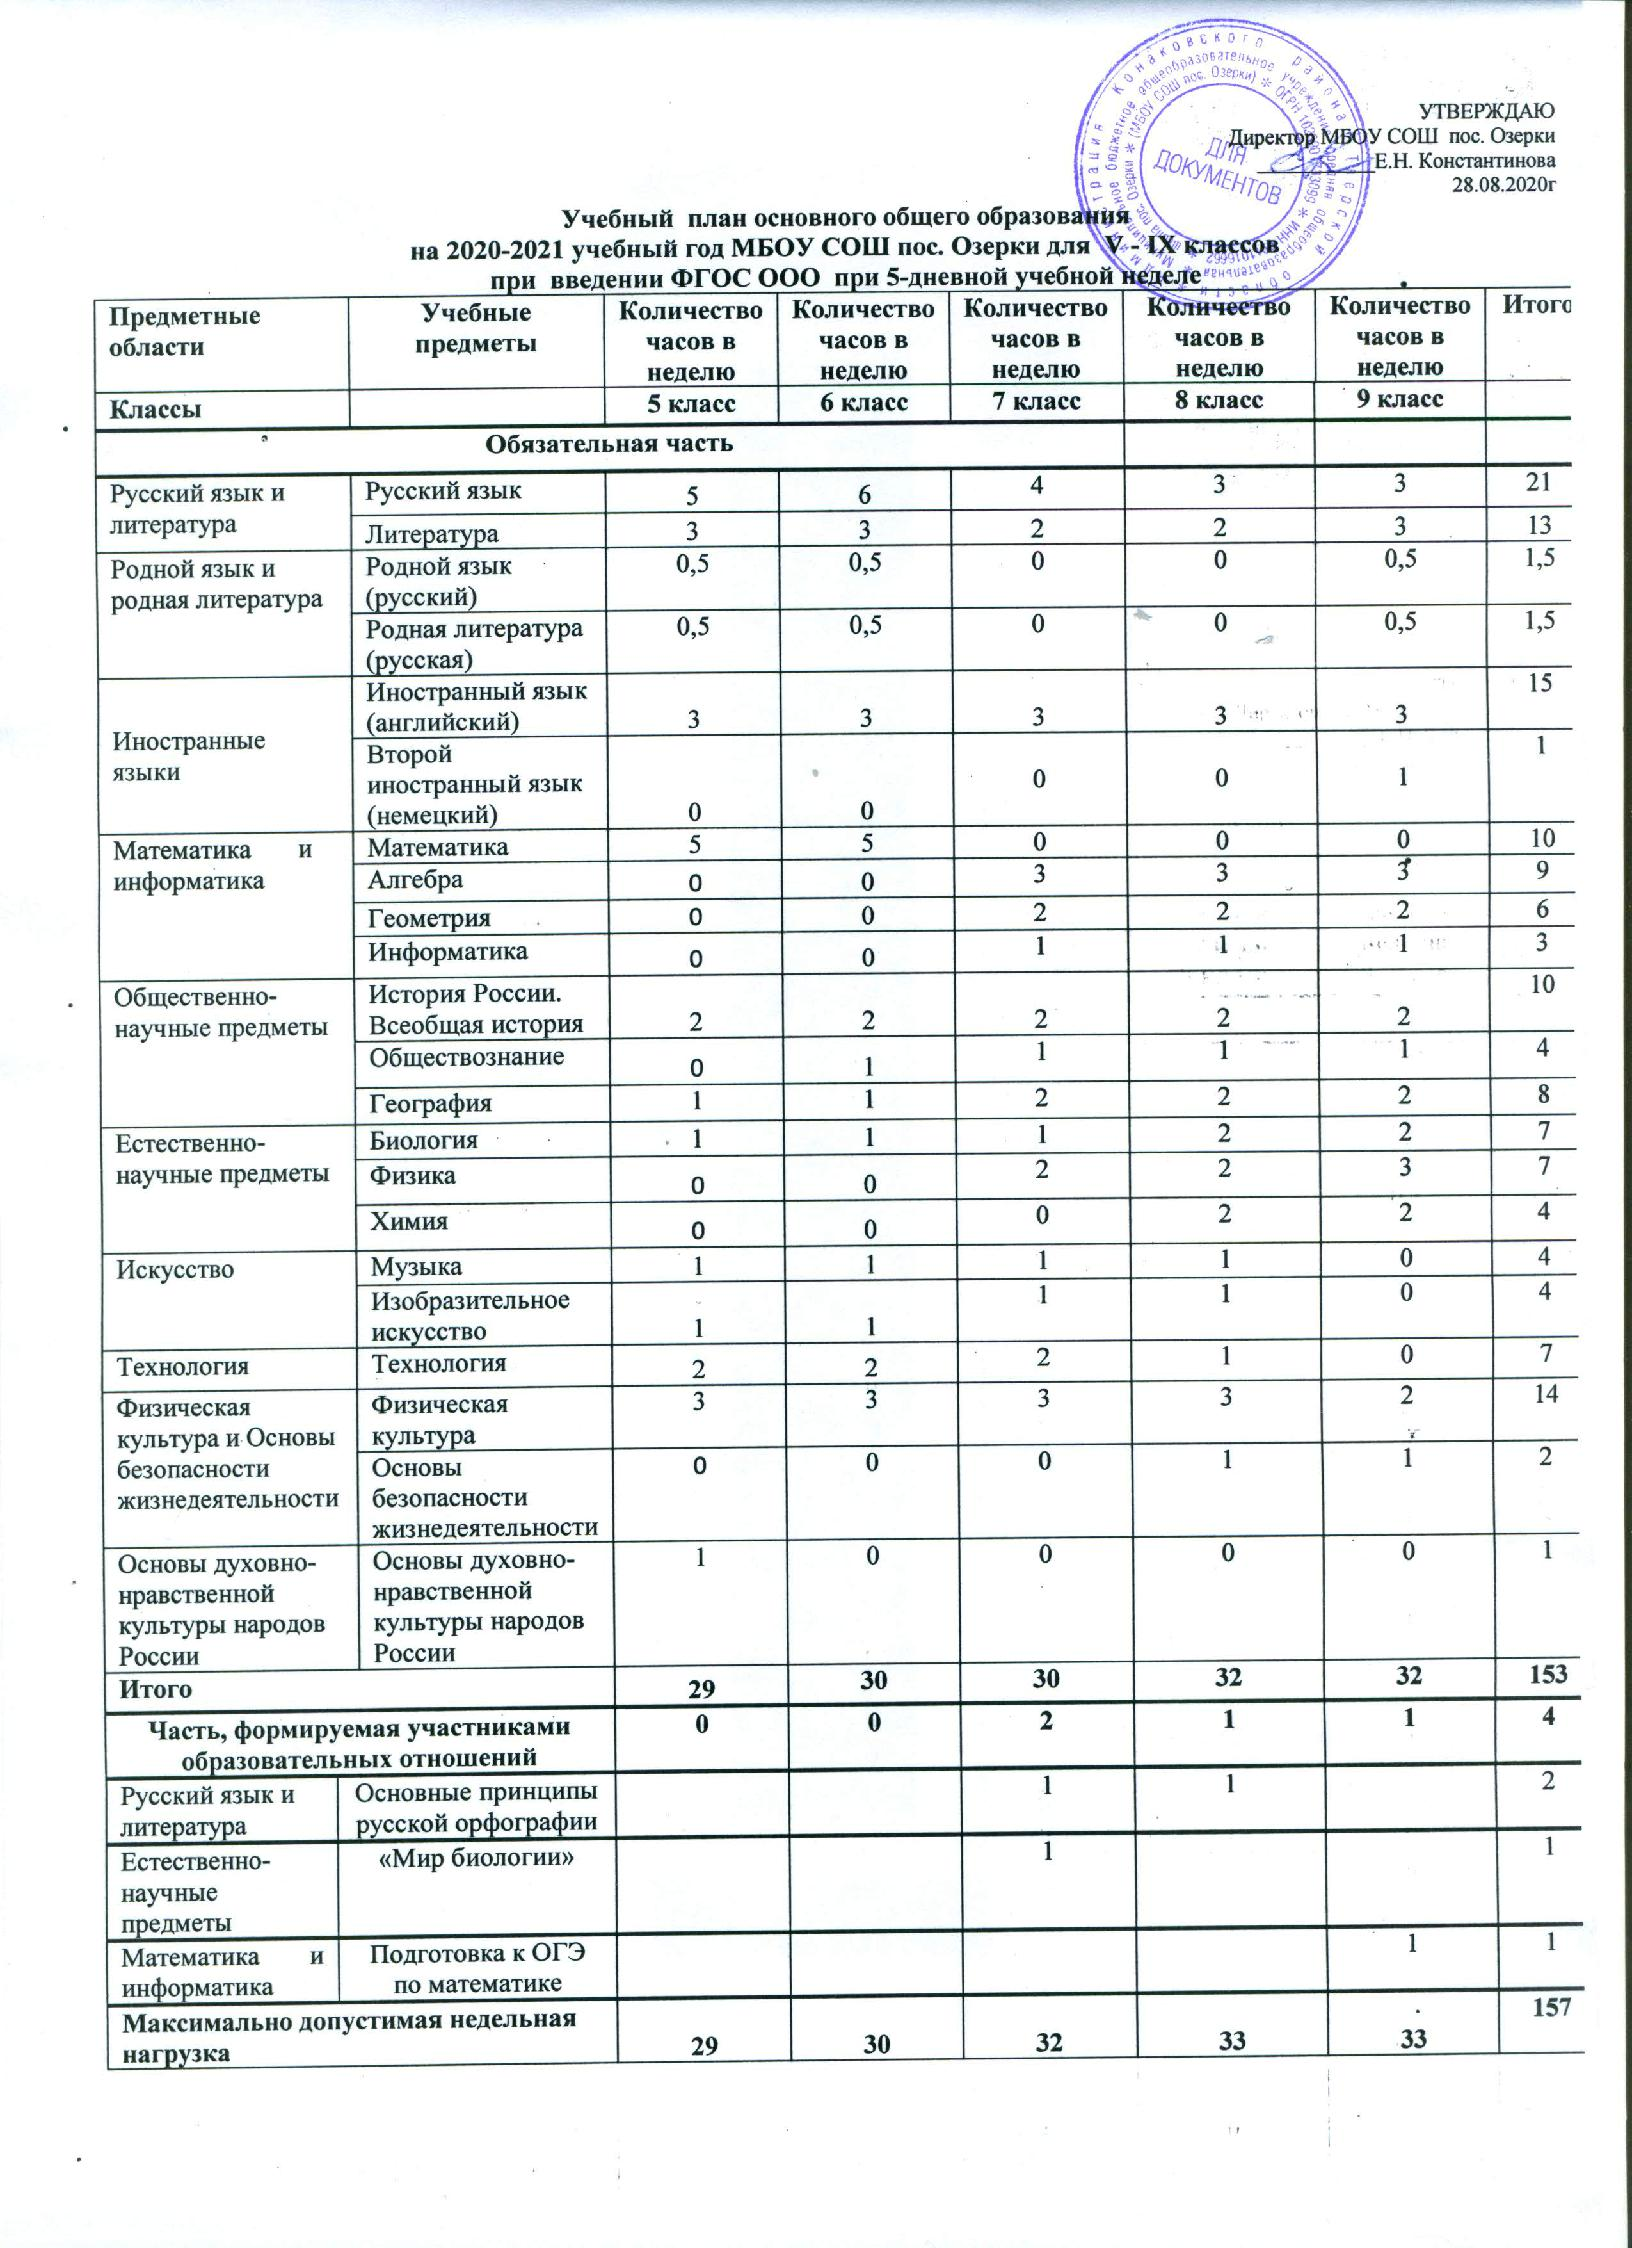 УТВЕРЖДАЮ
Директор МБОУ СОШ пос. Озерки
Е.Н. Константинова
28.08.2020г
ДЛЯ
ДОКУМЕНТОВ
Учебный план основного общего образования
на 2020-2021 учебный год МБОУ СОШ пос. Озерки для V - IX классов
при введении ФГОС ООО при 5-дневной учебной неделе
Предметные области Учебные предметы Количество часов в неделю Количество часов в неделю Количество часов в неделю Количество часов в неделю Количество часов в неделю Итого
Классы 5 класс 6 класс 7 класс 8 класс 9 класс
Обязательная часть
Русский язык и литература Русский язык 5 6 4 3 3 21
Литература 3 3 2 2 3 13
Родной язык и родная литература Родной язык (русский) 0,5 0,5 0 0 0,5 1,5
Родная литература (русская) 0,5 0,5 0 0 0,5 1,5
Иностранные языки Иностранный язык (английский) 3 3 3 3 3 15
Второй иностранный язык (немецкий) 0 0 0 0 1 1
Математика и информатика Математика 5 5 0 0 0 10
Алгебра 0 0 3 3 3 9
Геометрия 0 0 2 2 2 6
Информатика 0 0 1 1 1 3
Общественно-научные предметы История России. Всеобщая история 2 2 2 2 2 10
Обществознание 0 1 1 1 1 4
География 1 1 2 2 2 8
Естественно-научные предметы Биология 1 1 1 2 2 7
Физика 0 0 2 2 3 7
Химия 0 0 0 2 2 4
Искусство Музыка 1 1 1 1 0 4
Изобразительное искусство 1 1 1 1 0 4
Технология Технология 2 2 2 1 0 7
Физическая культура и Основы безопасности жизнедеятельности Физическая культура 3 3 3 3 2 14
Основы безопасности жизнедеятельности 0 0 0 1 1 2
Основы духовно-нравственной культуры народов России Основы духовно-нравственной культуры народов России 1 0 0 0 0 1
Итого 29 30 30 32 32 153
Часть, формируемая участниками образовательных отношений 0 0 2 1 1 4
Русский язык и литература Основные принципы русской орфографии 1 1 2
Естественно-научные предметы «Мир биологии» 1 1
Математика и информатика Подготовка к ОГЭ по математике 1 1
Максимально допустимая недельная нагрузка 29 30 32 33 33 157